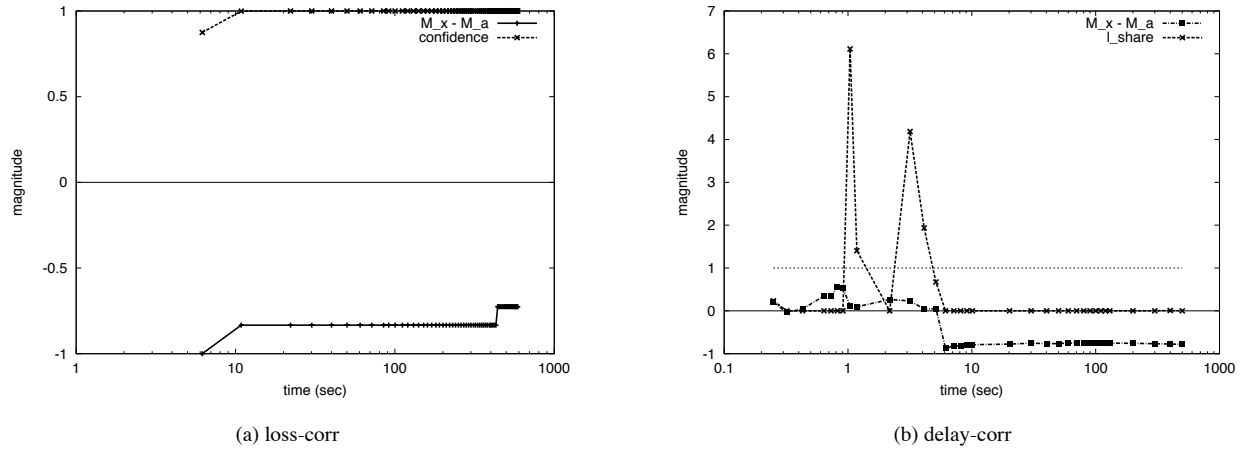 1
0.5
0
-0.5
-1
magnitude
1
10
100
1000
time (sec)
M_x - M_a
confidence
(a) loss-corr
7
6
5
4
3
2
1
0
-1
magnitude
0.1
1
10
100
1000
time (sec)
M_x - M_a
l_share
(b) delay-corr